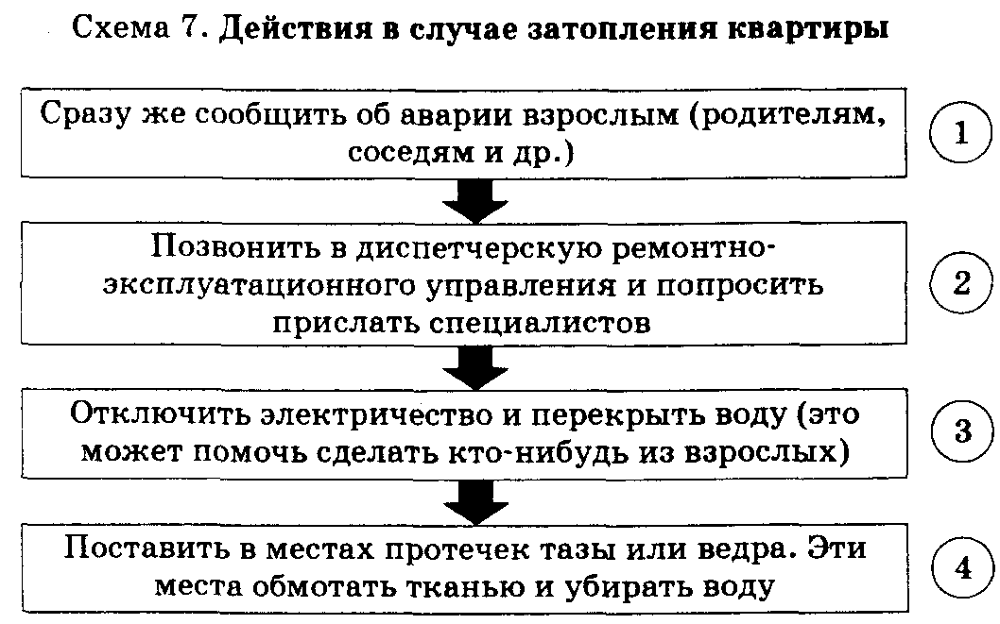 Схема 7. Действия в случае затопления квартиры
Сразу же сообщить об аварии взрослым (родителям,
соседям и др.)
1
Позвонить в диспетчерскую ремонтно-
эксплуатационного управления и попросить
прислать специалистов
2
Отключить электричество и перекрыть воду (это
может помочь сделать кто-нибудь из взрослых)
3
Поставить в местах протечек тазы или ведра. Эти
места обмотать тканью и убирать воду
4